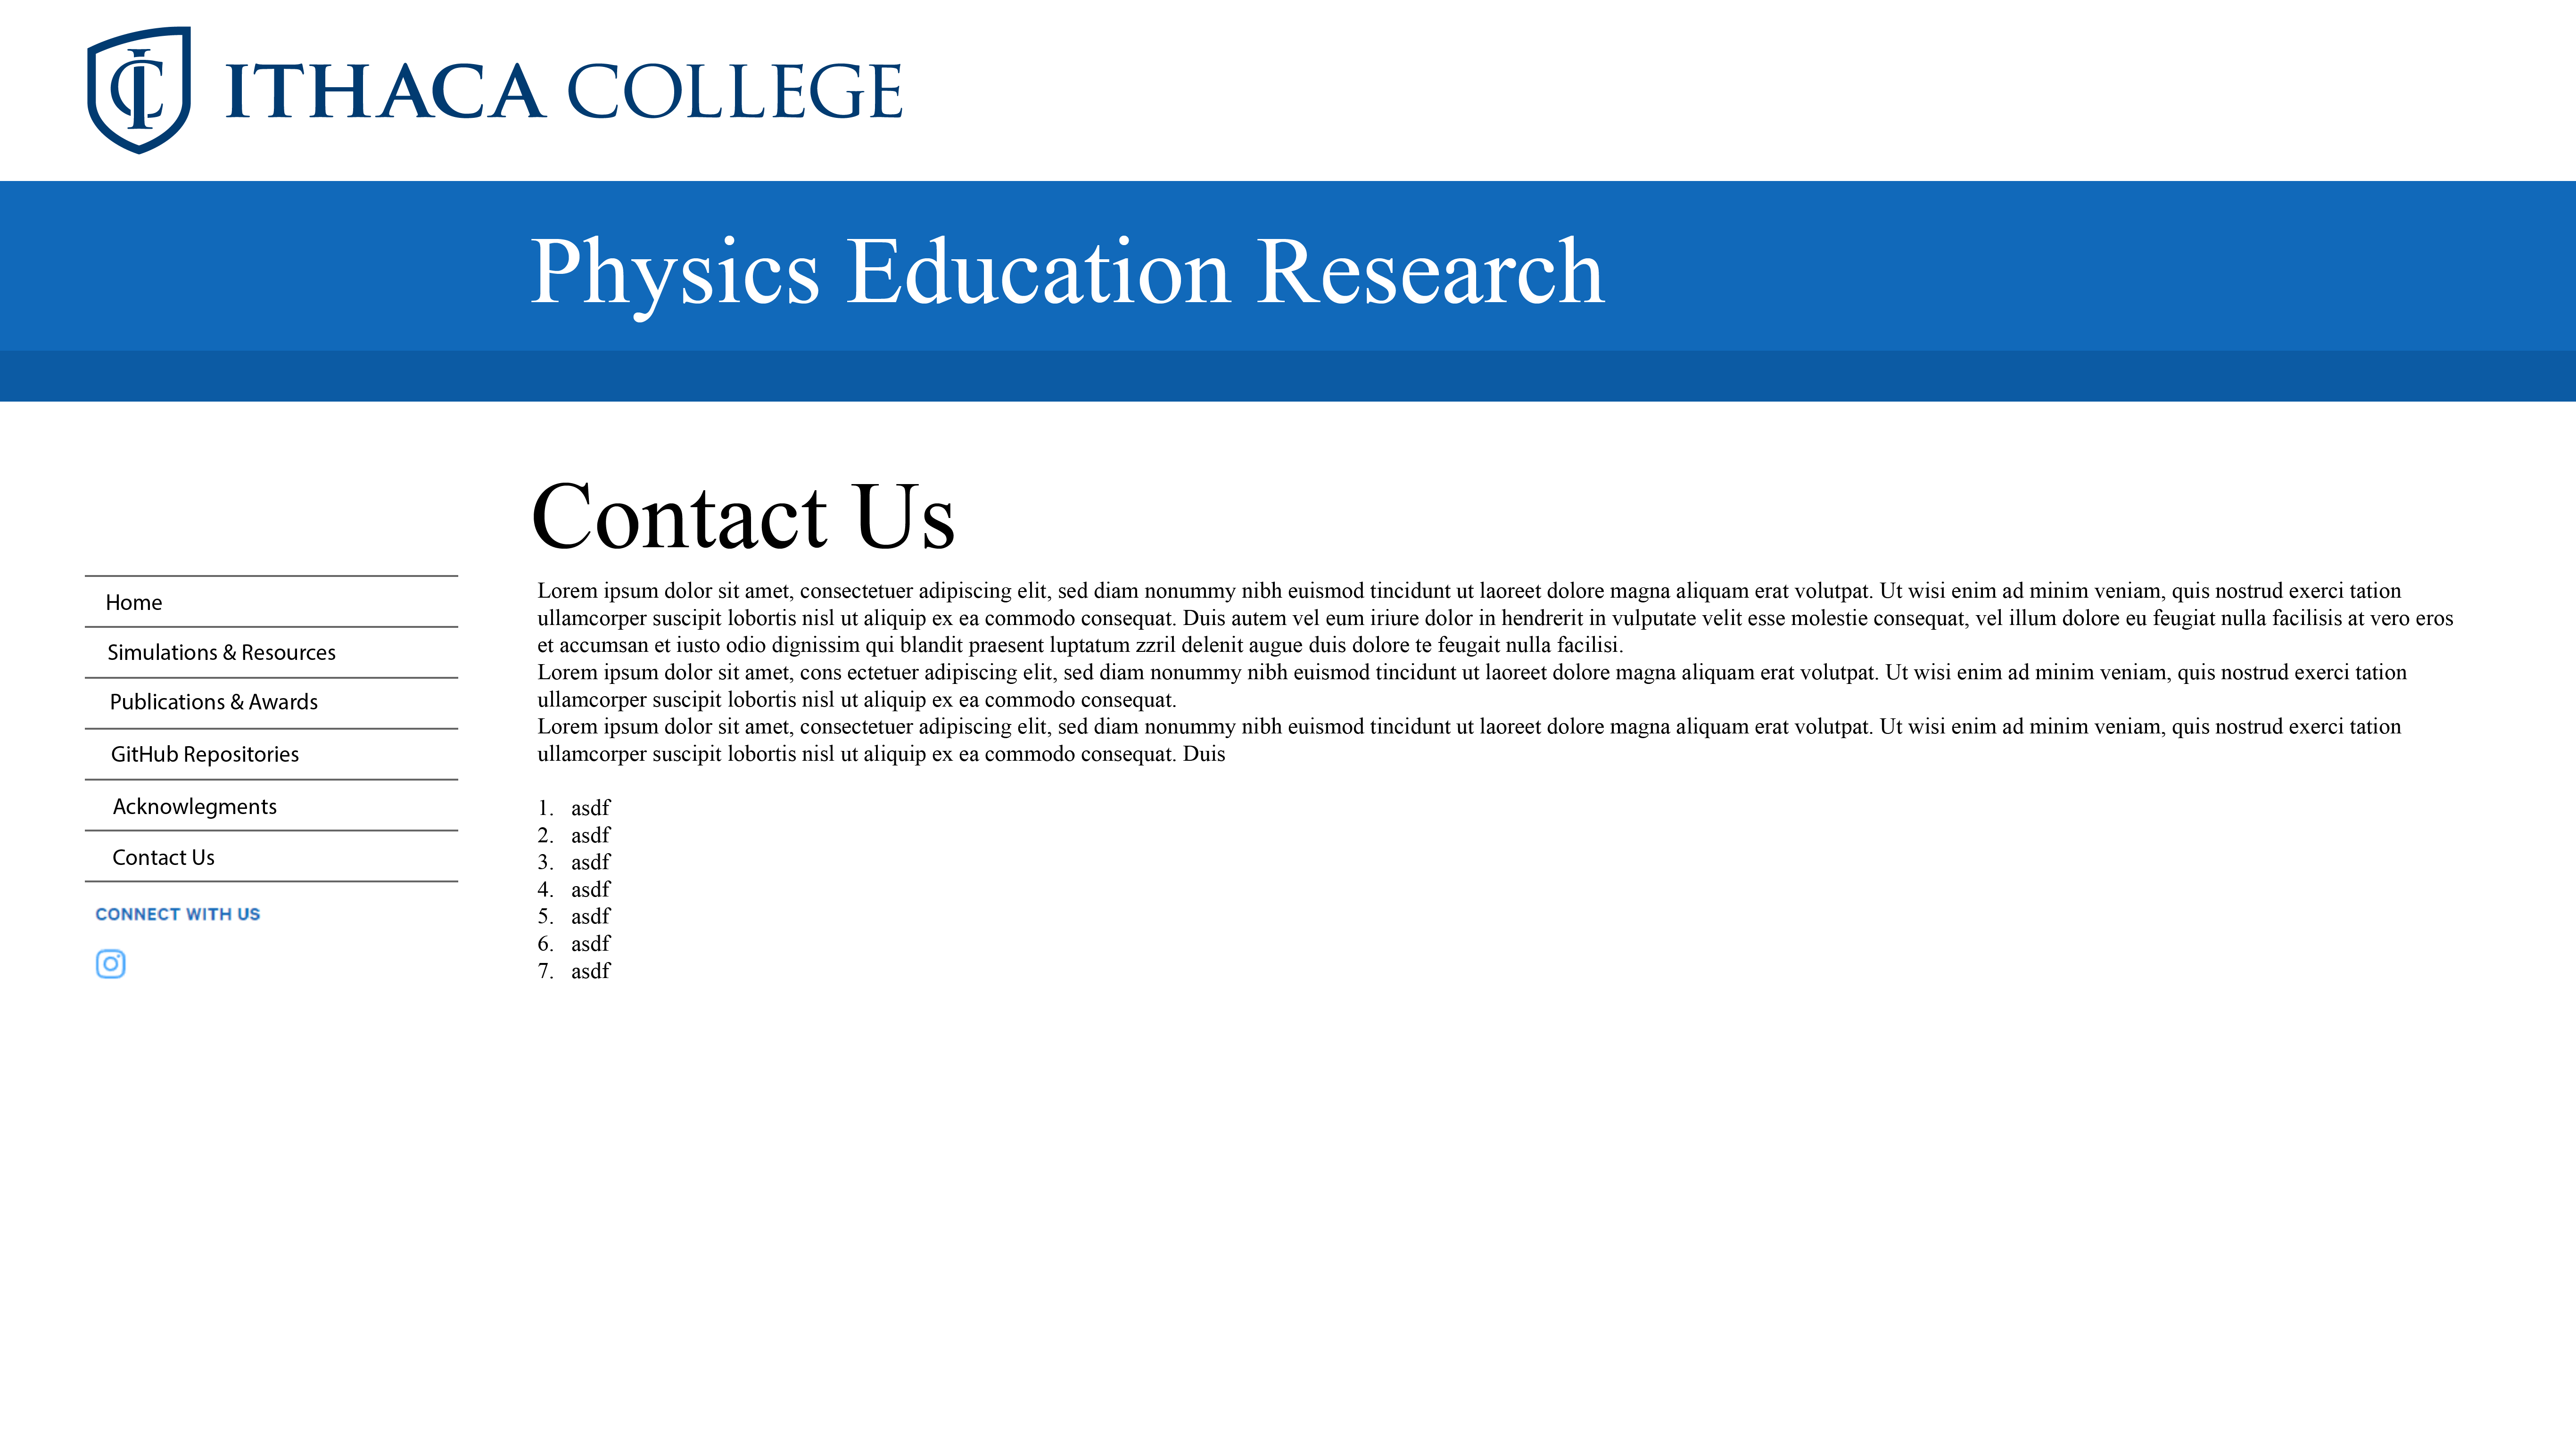 ITHACA COLLEGE
Physics Education Research
Contact Us
Lorem ipsum dolor sit amet, consectetuer adipiscing elit, sed diam nonummy nibh euismod tincidunt ut laoreet dolore magna aliquam erat volutpat. Ut wisi enim ad minim veniam, quis nostrud exerci tation
ullamcorper suscipit lobortis nisl ut aliquip ex ea commodo consequat. Duis autem vel eum iriure dolor in hendrerit in vulputate velit esse molestie consequat, vel illum dolore eu feugiat nulla facilisis at vero eros
et accumsan et iusto odio dignissim qui blandit praesent luptatum zzril delenit augue duis dolore te feugait nulla facilisi.
Lorem ipsum dolor sit amet, cons ectetuer adipiscing elit, sed diam nonummy nibh euismod tincidunt ut laoreet dolore magna aliquam erat volutpat. Ut wisi enim ad minim veniam, quis nostrud exerci tation
ullamcorper suscipit lobortis nisl ut aliquip ex ea commodo consequat.
Lorem ipsum dolor sit amet, consectetuer adipiscing elit, sed diam nonummy nibh euismod tincidunt ut laoreet dolore magna aliquam erat volutpat. Ut wisi enim ad minim veniam, quis nostrud exerci tation
ullamcorper suscipit lobortis nisl ut aliquip ex ea commodo consequat. Duis
1. asdf
2. asdf
3. asdf
4. asdf
5. asdf
6. asdf
7. asdf
Home
Simulations & Resources
Publications & Awards
GitHub Repositories
Acknowlegments
Contact Us
CONNECT WITH US